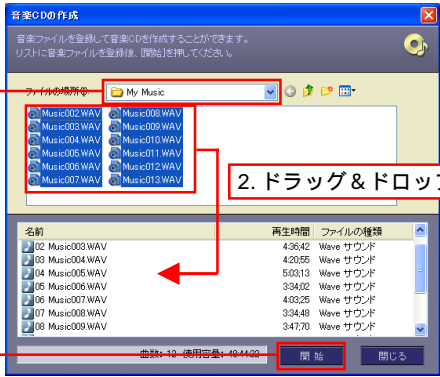 音楽CDの作成
音楽ファイルを登録して音楽CDを作成することができます。
リストに音楽ファイルを登録後、[開始]を押してください。
ファイルの場所(I):
My Music
Music002.WAV Music008.WAV
Music003.WAV Music009.WAV
Music004.WAV Music010.WAV
Music005.WAV Music011.WAV
Music006.WAV Music012.WAV
Music007.WAV Music013.WAV
2. ドラッグ&ドロップ
名前 再生時間 ファイルの種類
02 Music003.WAV 4:36;42 Wave サウンド
03 Music004.WAV 4:20;55 Wave サウンド
04 Music005.WAV 5:03;13 Wave サウンド
05 Music006.WAV 3:34;02 Wave サウンド
06 Music007.WAV 4:03;25 Wave サウンド
07 Music008.WAV 3:34;48 Wave サウンド
08 Music009.WAV 3:47;70 Wave サウンド
曲数: 12 使用容量:
開始 閉じる